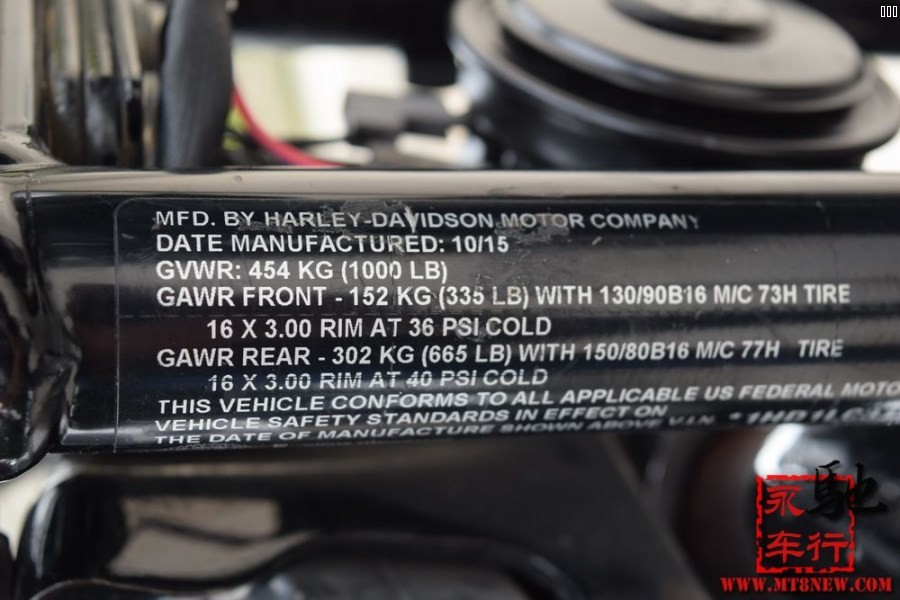 MFD. BY HARLEY-DAVIDSON MOTOR COMPANY
DATE MANUFACTURED: 10/15
GVWR: 454 KG (1000 LB)
GAWR FRONT - 152 KG (335 LB) WITH 130/90B16 M/C 73H TIRE
16 X 3.00 RIM AT 36 PSI COLD
GAWR REAR - 302 KG (665 LB) WITH 150/80B16 M/C 77H TIRE
16 X 3.00 RIM AT 40 PSI COLD
THIS VEHICLE CONFORMS TO ALL APPLICABLE US FEDERAL MOTO
VEHICLE SAFETY STANDARDS IN EFFECT ON
THE DATE OF MANUFACTURE SHOWN ABOVE V.I.N.
永驰
车行
WWW.MT8NEW.COM